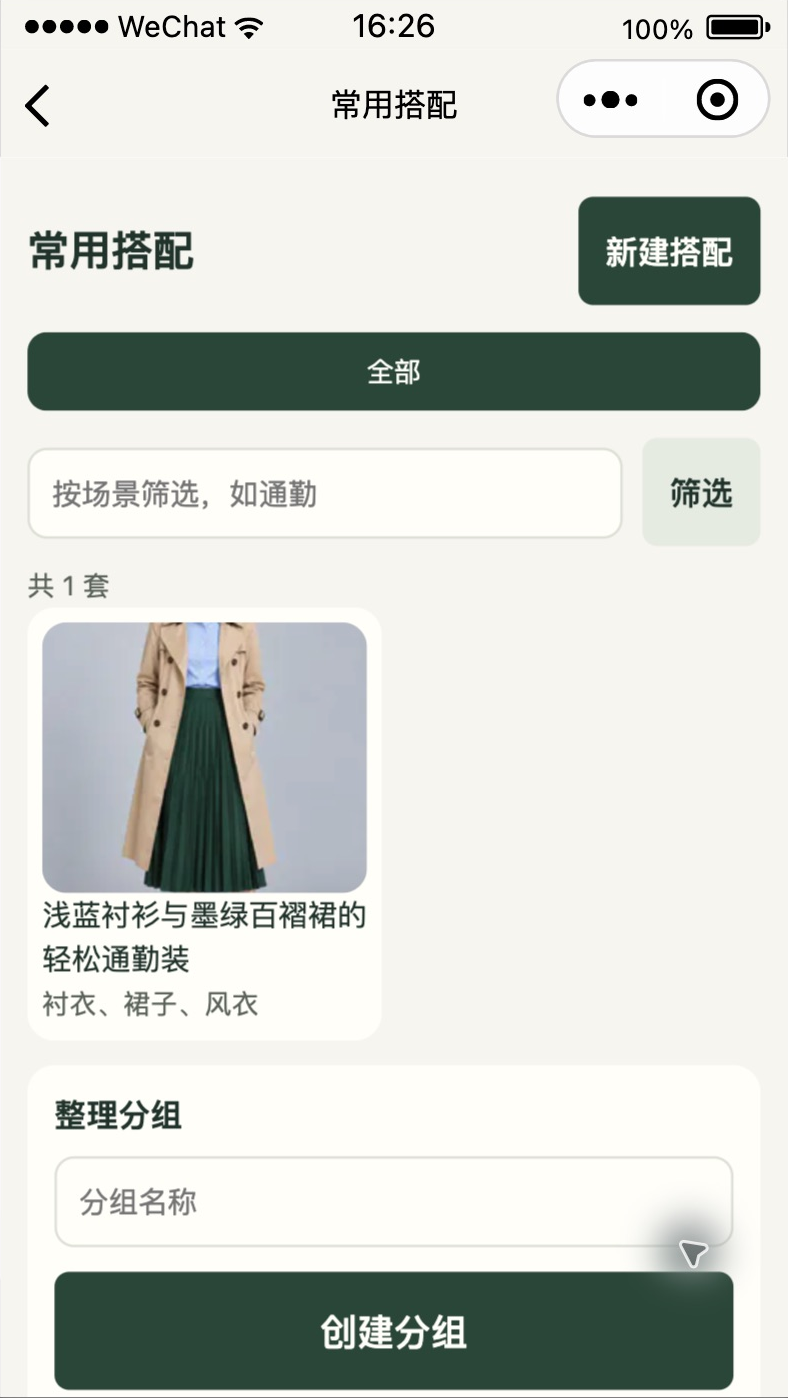 WeChat 16:26 100%
常用搭配
常用搭配
新建搭配
全部
按场景筛选，如通勤
筛选
共 1 套
浅蓝衬衫与墨绿百褶裙的
轻松通勤装
衬衣、裙子、风衣
整理分组
分组名称
创建分组